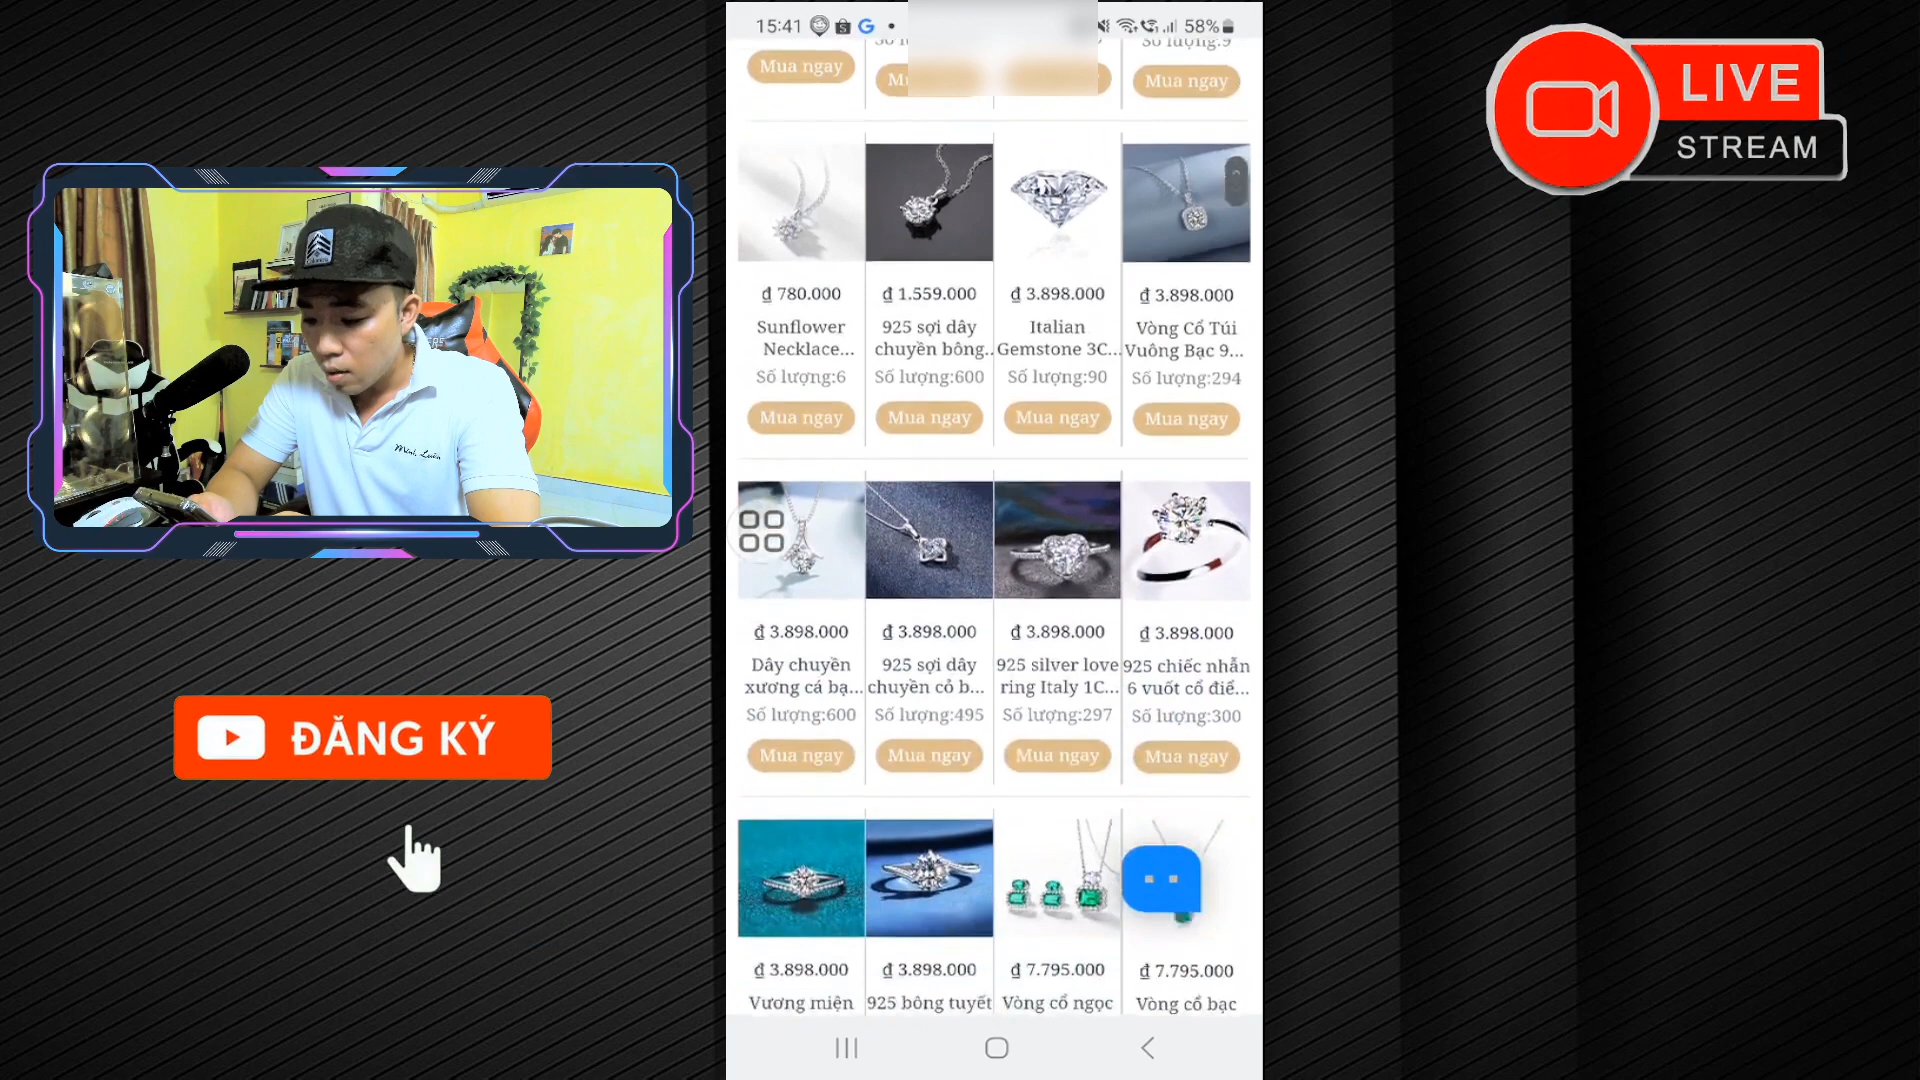 15:41
58%
LIVE
STREAM
Số lượng:9
Mua ngay
Mua ngay
₫ 780.000
₫ 1.559.000
₫ 3.898.000
₫ 3.898.000
Sunflower
Necklace...
925 sợi dây
chuyền bông...
Italian
Gemstone 3C...
Vòng Cổ Túi
Vuông Bạc 9...
Số lượng:6
Số lượng:600
Số lượng:90
Số lượng:294
Mua ngay
Mua ngay
Mua ngay
Mua ngay
Minh Luân
₫ 3.898.000
₫ 3.898.000
₫ 3.898.000
₫ 3.898.000
Dây chuyền
xương cá bạ...
925 sợi dây
chuyền cỏ b...
925 silver love
ring Italy 1C...
925 chiếc nhẫn
6 vuốt cổ điể...
Số lượng:600
Số lượng:495
Số lượng:297
Số lượng:300
Mua ngay
Mua ngay
Mua ngay
Mua ngay
ĐĂNG KÝ
₫ 3.898.000
₫ 3.898.000
₫ 7.795.000
₫ 7.795.000
Vương miện
925 bông tuyết
Vòng cổ ngọc
Vòng cổ bạc